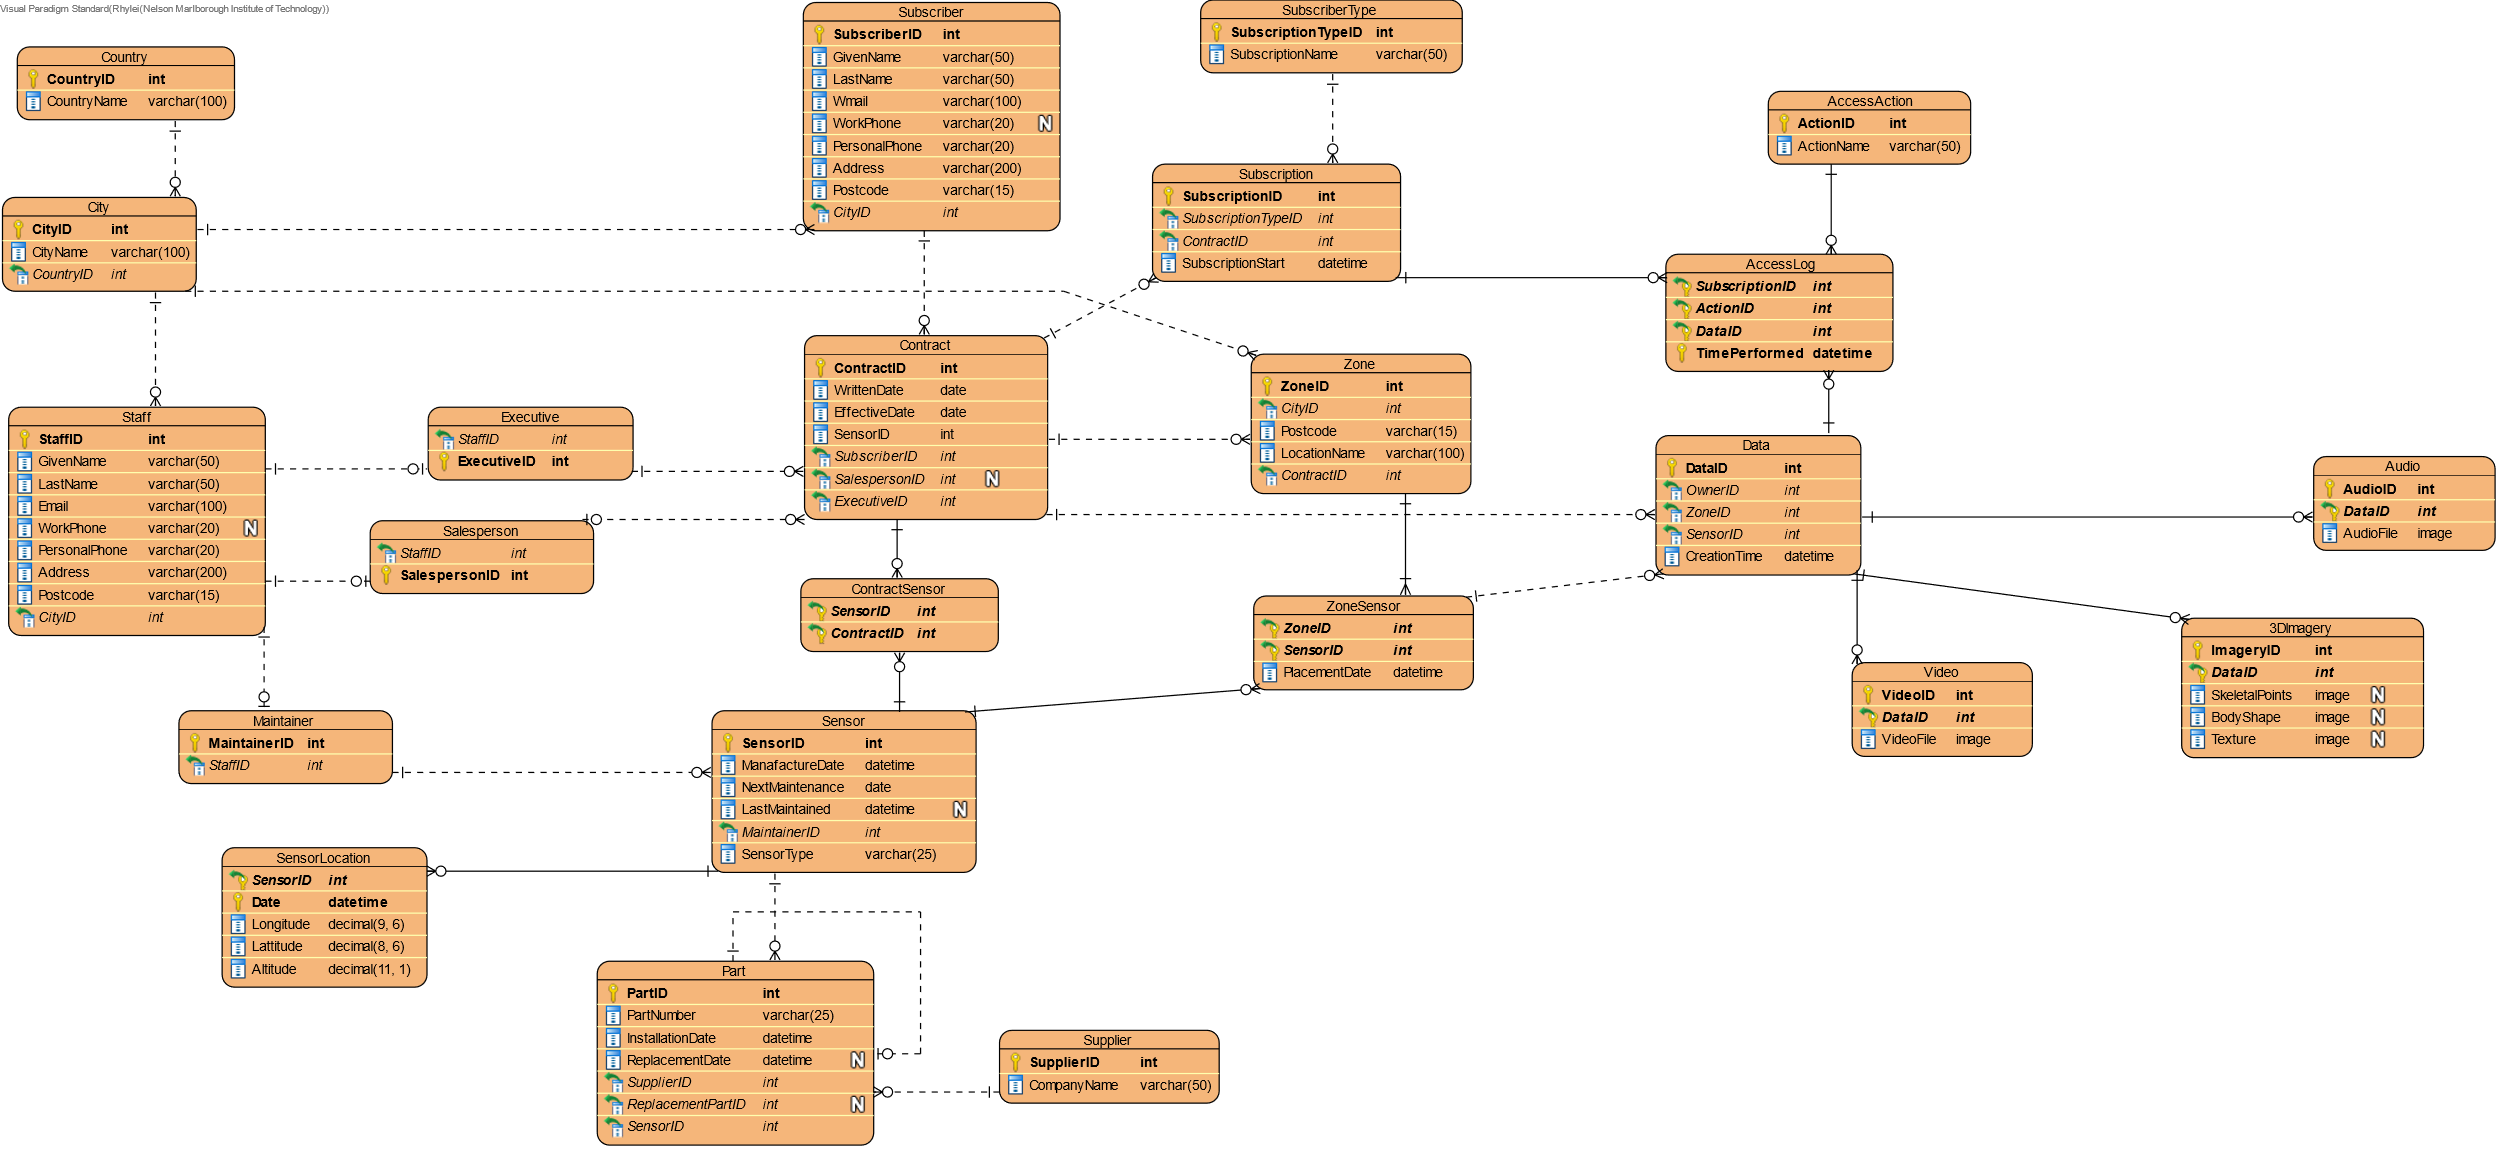 Visual Paradigm Standard(Rhylei(Nelson Marlborough Institute of Technology))
Country
CountryID int
CountryName varchar(100)
City
CityID int
CityName varchar(100)
CountryID int
Subscriber
SubscriberID int
GivenName varchar(50)
LastName varchar(50)
Wmail varchar(100)
WorkPhone varchar(20) N
PersonalPhone varchar(20)
Address varchar(200)
Postcode varchar(15)
CityID int
SubscriberType
SubscriptionTypeID int
SubscriptionName varchar(50)
Subscription
SubscriptionID int
SubscriptionTypeID int
ContractID int
SubscriptionStart datetime
AccessAction
ActionID int
ActionName varchar(50)
AccessLog
SubscriptionID int
ActionID int
DataID int
TimePerformed datetime
Staff
StaffID int
GivenName varchar(50)
LastName varchar(50)
Email varchar(100)
WorkPhone varchar(20) N
PersonalPhone varchar(20)
Address varchar(200)
Postcode varchar(15)
CityID int
Executive
StaffID int
ExecutiveID int
Salesperson
StaffID int
SalespersonID int
Contract
ContractID int
WrittenDate date
EffectiveDate date
SensorID int
SubscriberID int
SalespersonID int N
ExecutiveID int
Zone
ZoneID int
CityID int
Postcode varchar(15)
LocationName varchar(100)
ContractID int
Data
DataID int
OwnerID int
ZoneID int
SensorID int
CreationTime datetime
Audio
AudioID int
DataID int
AudioFile image
ContractSensor
SensorID int
ContractID int
ZoneSensor
ZoneID int
SensorID int
PlacementDate datetime
3DImagery
ImageryID int
DataID int
SkeletalPoints image N
BodyShape image N
Texture image N
Video
VideoID int
DataID int
VideoFile image
Maintainer
MaintainerID int
StaffID int
Sensor
SensorID int
ManafactureDate datetime
NextMaintenance date
LastMaintained datetime N
MaintainerID int
SensorType varchar(25)
SensorLocation
SensorID int
Date datetime
Longitude decimal(9, 6)
Lattitude decimal(8, 6)
Altitude decimal(11, 1)
Part
PartID int
PartNumber varchar(25)
InstallationDate datetime
ReplacementDate datetime N
SupplierID int
ReplacementPartID int N
SensorID int
Supplier
SupplierID int
CompanyName varchar(50)